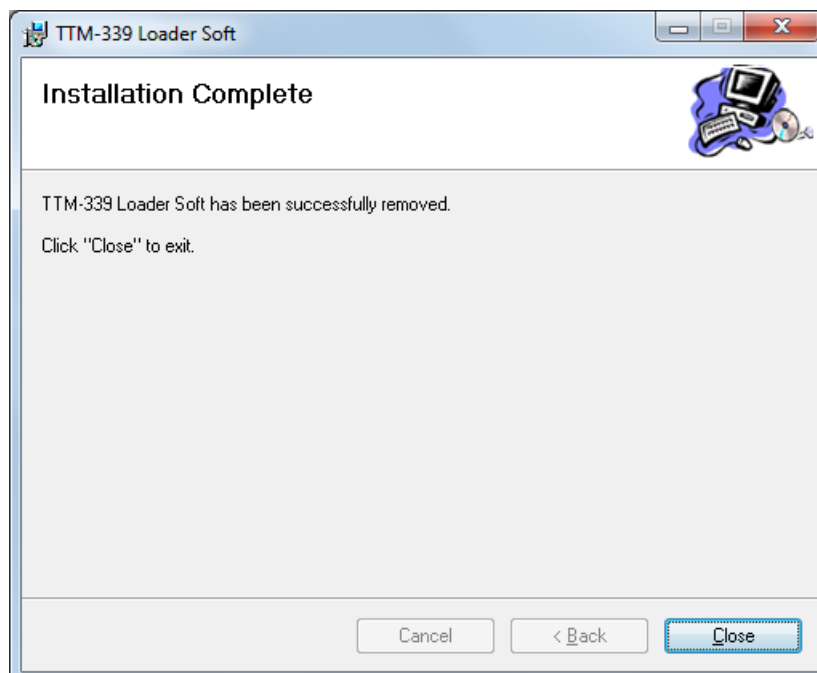 TTM-339 Loader Soft
Installation Complete
TTM-339 Loader Soft has been successfully removed.
Click "Close" to exit.
Cancel
< Back
Close